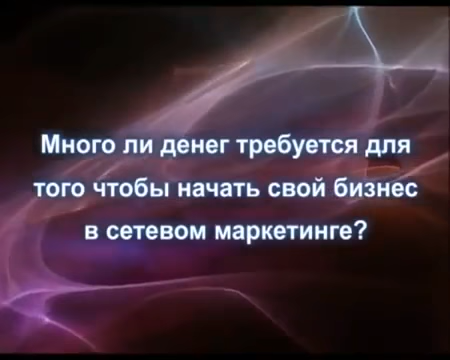 Много ли денег требуется для
того чтобы начать свой бизнес
в сетевом маркетинге?